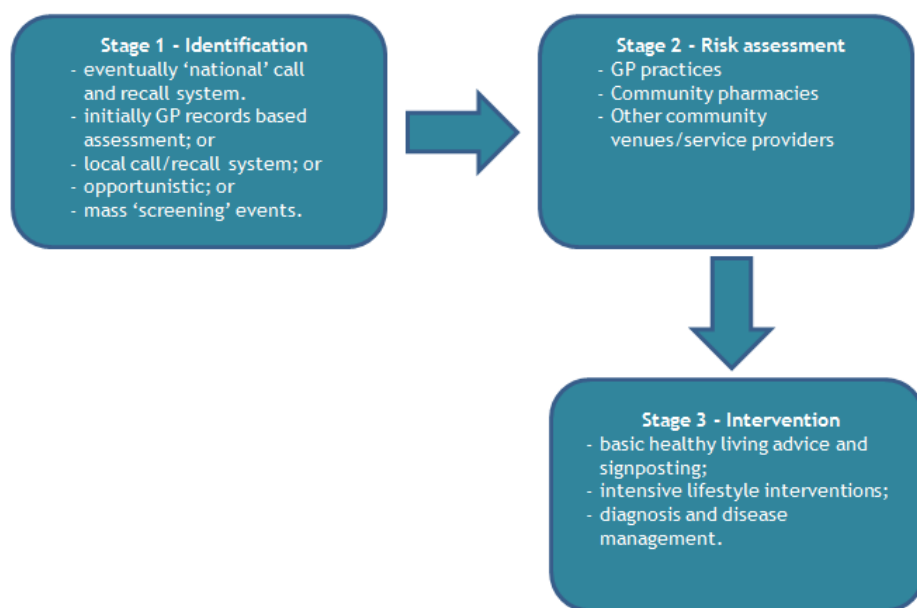 Stage 1 - Identification
- eventually ‘national’ call
and recall system.
- initially GP records based
assessment; or
- local call/recall system; or
- opportunistic; or
- mass ‘screening’ events.
Stage 2 - Risk assessment
- GP practices
- Community pharmacies
- Other community
venues/service providers
Stage 3 - Intervention
- basic healthy living advice and
signposting;
- intensive lifestyle interventions;
- diagnosis and disease
management.